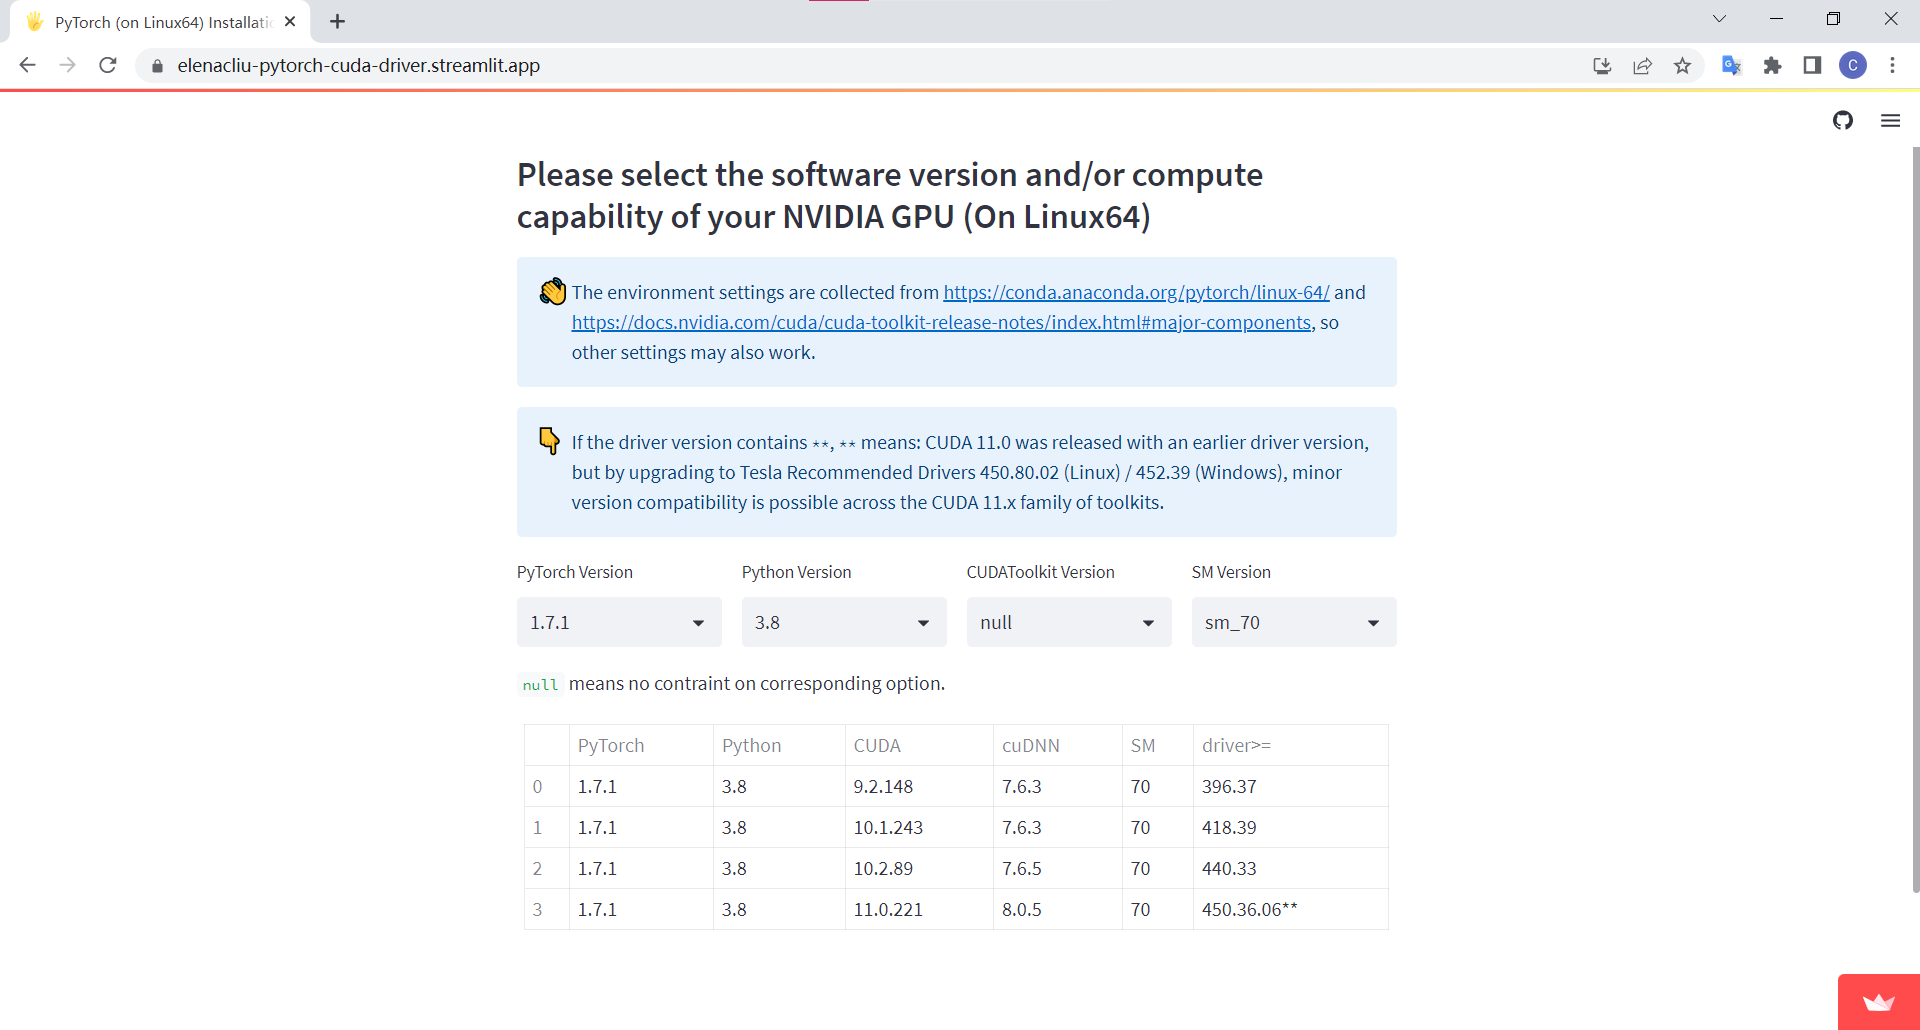 PyTorch (on Linux64) Installatio
elenacliu-pytorch-cuda-driver.streamlit.app
C
Please select the software version and/or compute
capability of your NVIDIA GPU (On Linux64)
The environment settings are collected from https://conda.anaconda.org/pytorch/linux-64/ and
https://docs.nvidia.com/cuda/cuda-toolkit-release-notes/index.html#major-components, so
other settings may also work.
If the driver version contains **, ** means: CUDA 11.0 was released with an earlier driver version,
but by upgrading to Tesla Recommended Drivers 450.80.02 (Linux) / 452.39 (Windows), minor
version compatibility is possible across the CUDA 11.x family of toolkits.
PyTorch Version Python Version CUDAToolkit Version SM Version
1.7.1 3.8 null sm_70
null means no contraint on corresponding option.
PyTorch Python CUDA cuDNN SM driver>=
0 1.7.1 3.8 9.2.148 7.6.3 70 396.37
1 1.7.1 3.8 10.1.243 7.6.3 70 418.39
2 1.7.1 3.8 10.2.89 7.6.5 70 440.33
3 1.7.1 3.8 11.0.221 8.0.5 70 450.36.06**